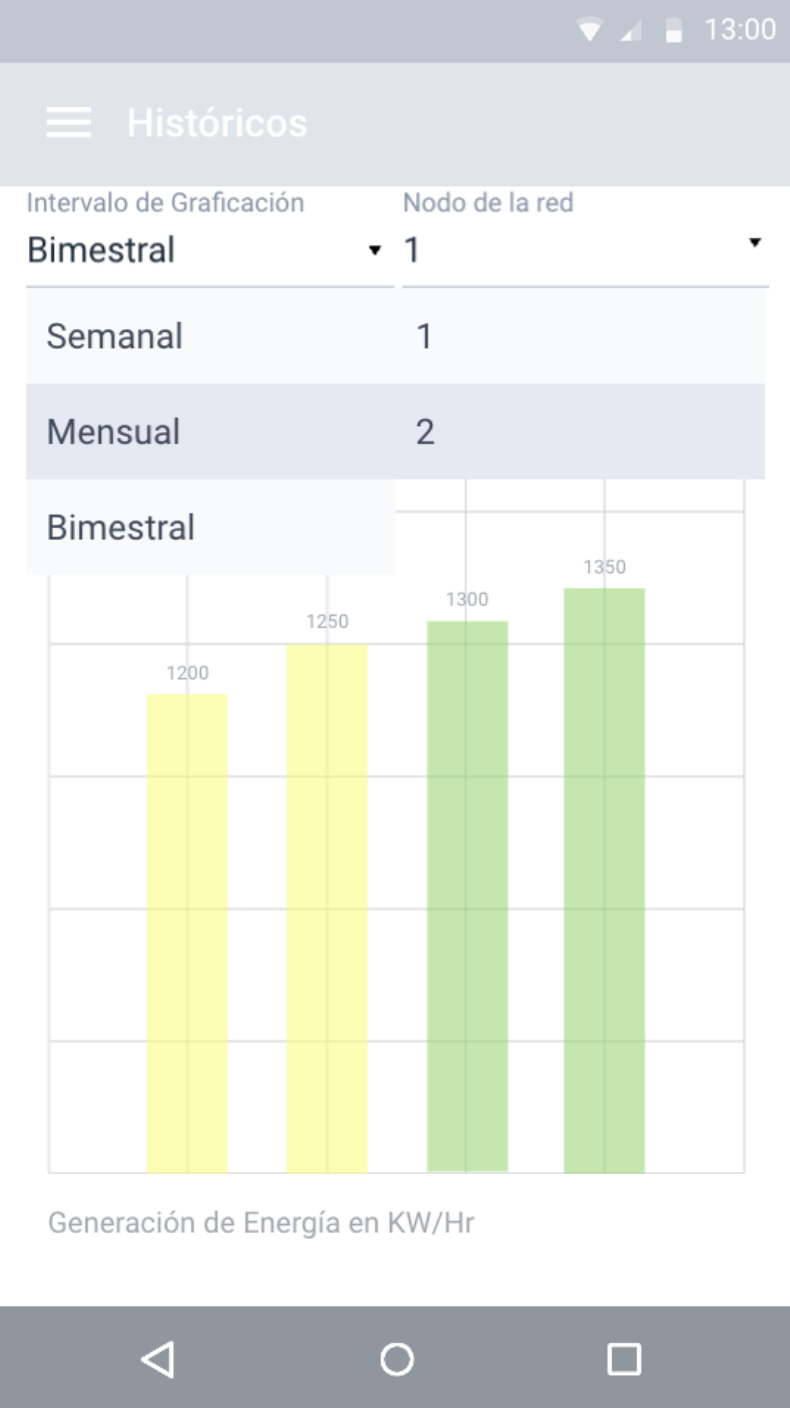 13:00
Históricos
Intervalo de Graficación Nodo de la red
Bimestral 1
Semanal 1
Mensual 2
Bimestral
1350
1300
1250
1200
Generación de Energía en KW/Hr